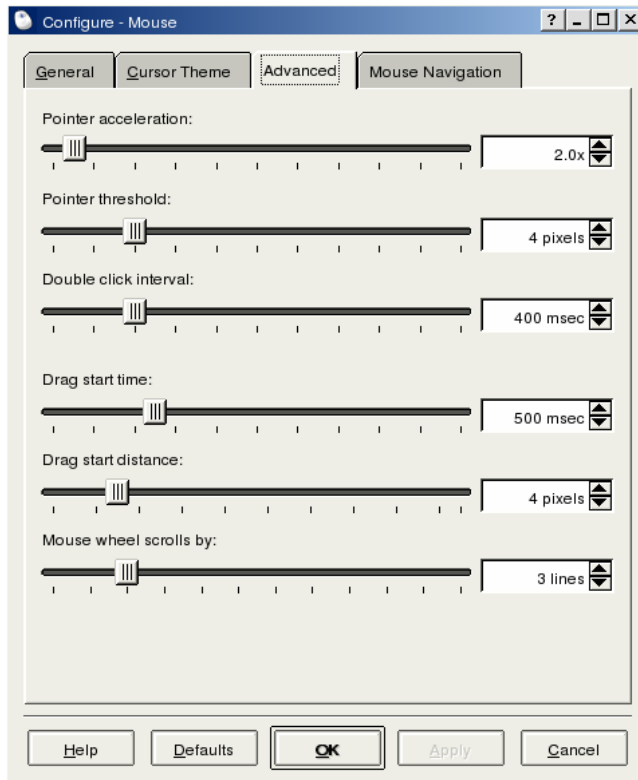 Configure - Mouse
General Cursor Theme Advanced Mouse Navigation
Pointer acceleration:
2.0x
Pointer threshold:
4 pixels
Double click interval:
400 msec
Drag start time:
500 msec
Drag start distance:
4 pixels
Mouse wheel scrolls by:
3 lines
Help Defaults OK Apply Cancel